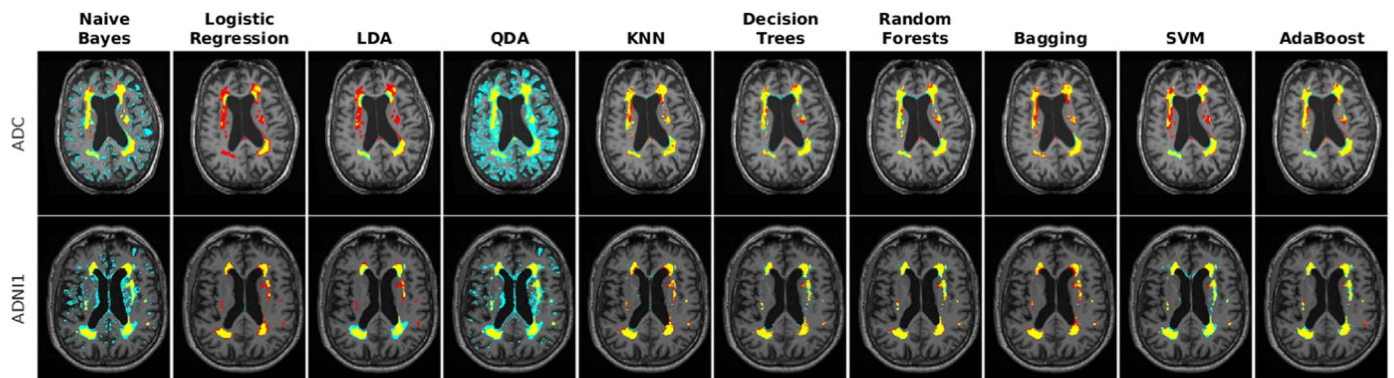 Naive
Bayes
Logistic
Regression
LDA
QDA
KNN
Decision
Trees
Random
Forests
Bagging
SVM
AdaBoost
ADC
ADNI1